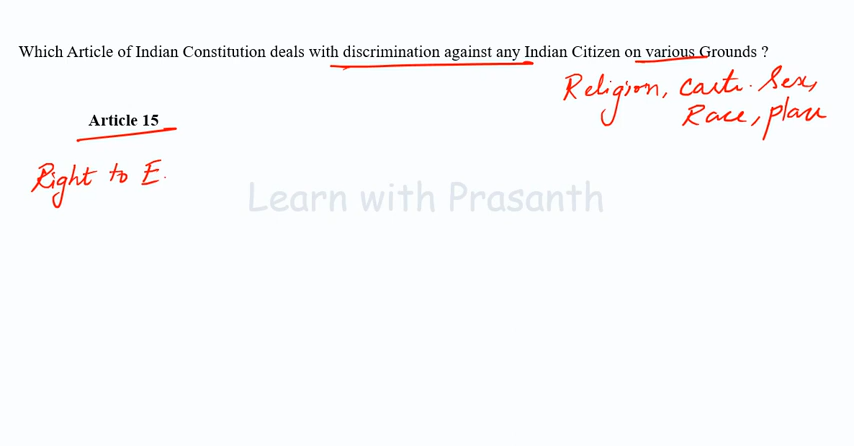 Which Article of Indian Constitution deals with discrimination against any Indian Citizen on various Grounds ?
Religion, Caste. Sex,
Race, place
Article 15
Right to E.
Learn with Prasanth